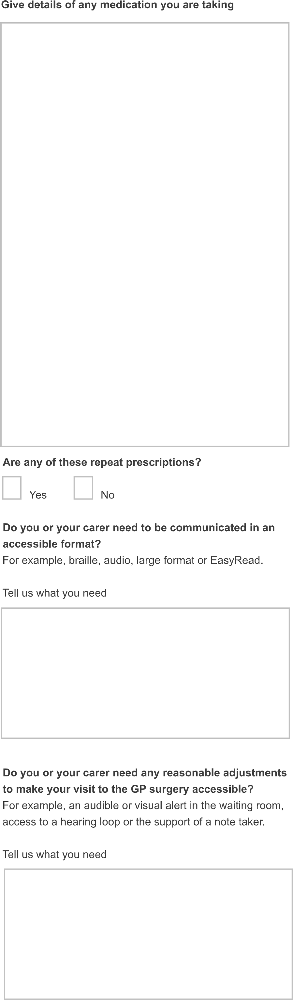 Give details of any medication you are taking
Are any of these repeat prescriptions?
Yes No
Do you or your carer need to be communicated in an
accessible format?
For example, braille, audio, large format or EasyRead.
Tell us what you need
Do you or your carer need any reasonable adjustments
to make your visit to the GP surgery accessible?
For example, an audible or visual alert in the waiting room,
access to a hearing loop or the support of a note taker.
Tell us what you need